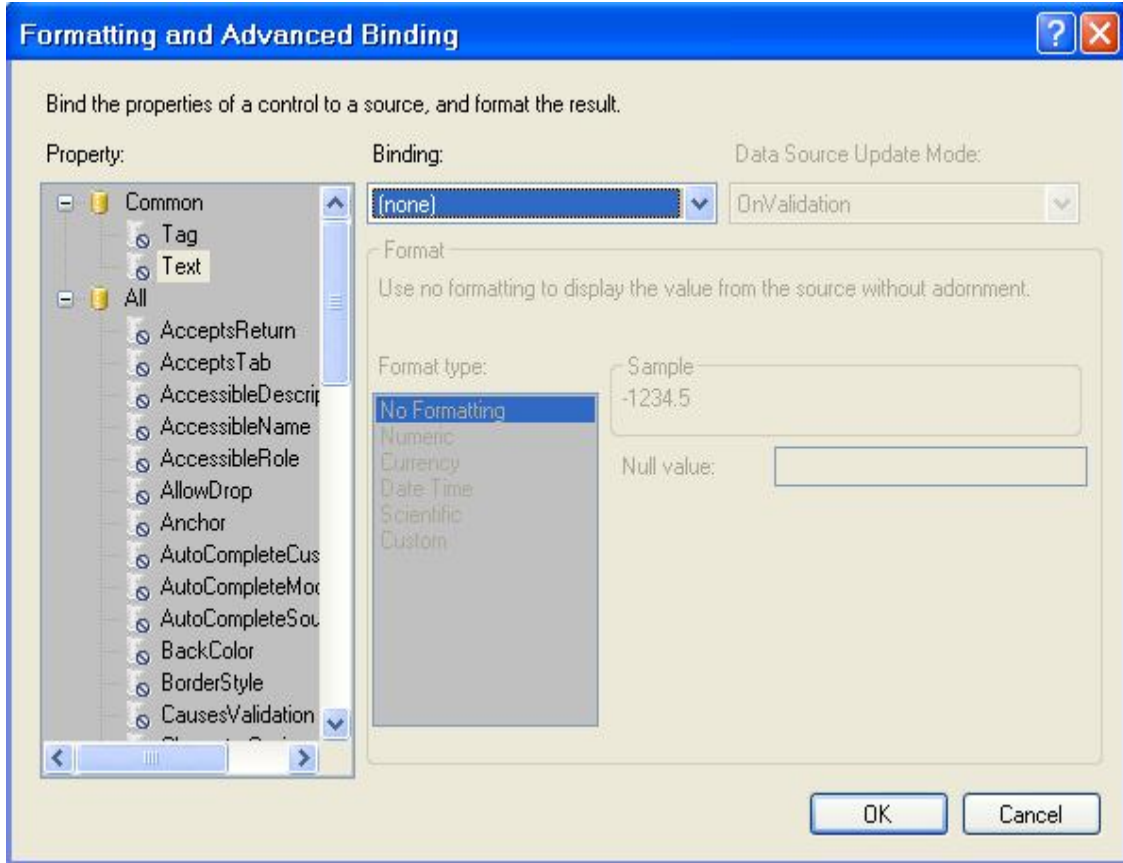 Formatting and Advanced Binding
Bind the properties of a control to a source, and format the result.
Property:
Common
Tag
Text
All
AcceptsReturn
AcceptsTab
AccessibleDescrip
AccessibleName
AccessibleRole
AllowDrop
Anchor
AutoCompleteCus
AutoCompleteMod
AutoCompleteSou
BackColor
BorderStyle
CausesValidation
Binding:
(none)
Data Source Update Mode:
OnValidation
Format
Use no formatting to display the value from the source without adornment.
Format type:
No Formatting
Numeric
Currency
Date Time
Scientific
Custom
Sample
-1234.5
Null value:
OK
Cancel